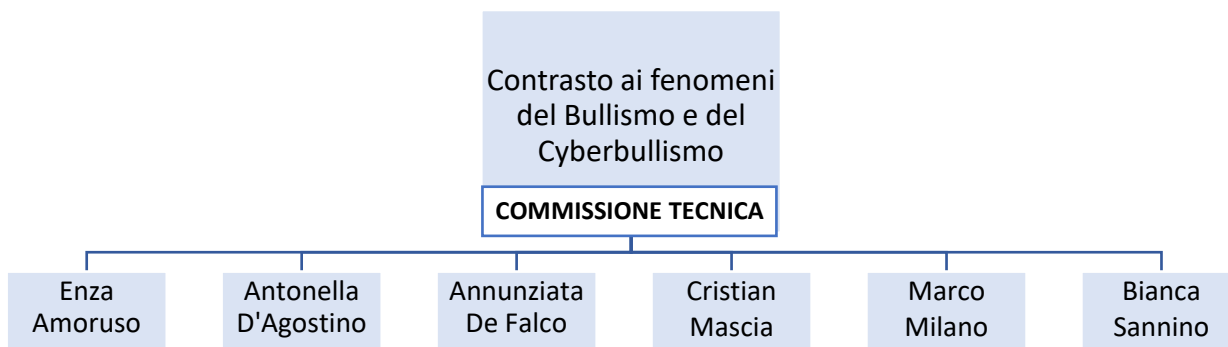 Contrasto ai fenomeni
del Bullismo e del
Cyberbullismo
COMMISSIONE TECNICA
Enza
Amoruso
Antonella
D'Agostino
Annunziata
De Falco
Cristian
Mascia
Marco
Milano
Bianca
Sannino